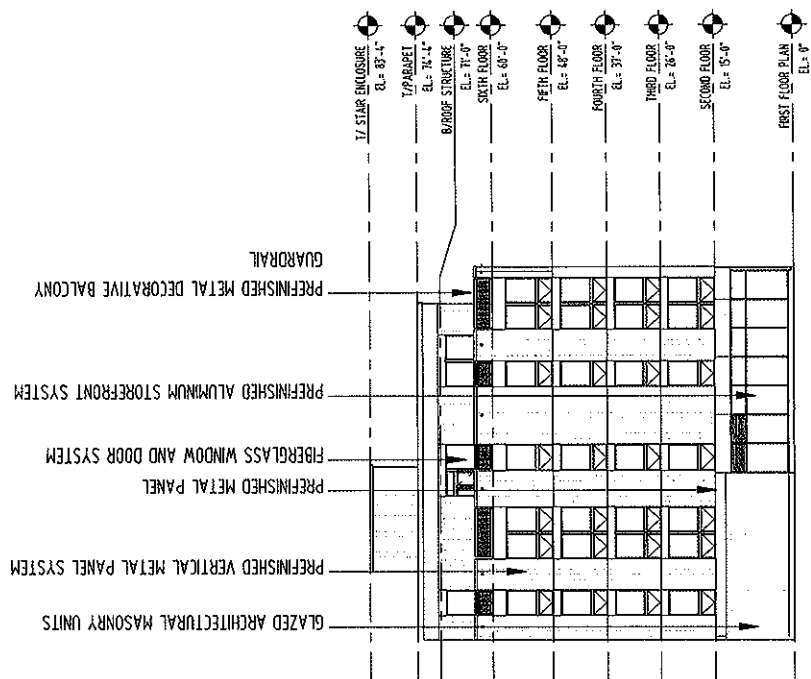 T/ STAIR ENCLOSURE
EL.= 83'-4"
T/PARAPET
EL.= 74'-4"
B/ROOF STRUCTURE
EL.= 71'-0"
SIXTH FLOOR
EL.= 60'-0"
FIFTH FLOOR
EL.= 48'-0"
FOURTH FLOOR
EL.= 37'-0"
THIRD FLOOR
EL.= 26'-0"
SECOND FLOOR
EL.= 15'-0"
FIRST FLOOR PLAN
EL.= 0"
GLAZED ARCHITECTURAL MASONRY UNITS
PREFINISHED VERTICAL METAL PANEL SYSTEM
PREFINISHED METAL PANEL
FIBERGLASS WINDOW AND DOOR SYSTEM
PREFINISHED ALUMINUM STOREFRONT SYSTEM
PREFINISHED METAL DECORATIVE BALCONY
GUARDRAIL